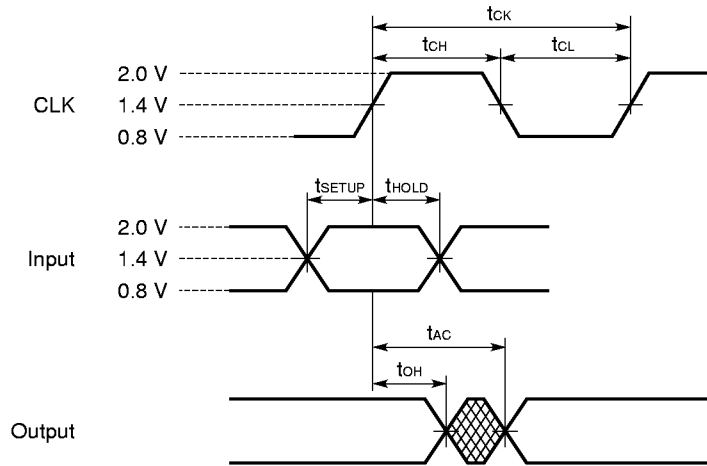 tCK
tCH
tCL
2.0 V
CLK
1.4 V
0.8 V
tSETUP
tHOLD
2.0 V
Input
1.4 V
0.8 V
tAC
tOH
Output